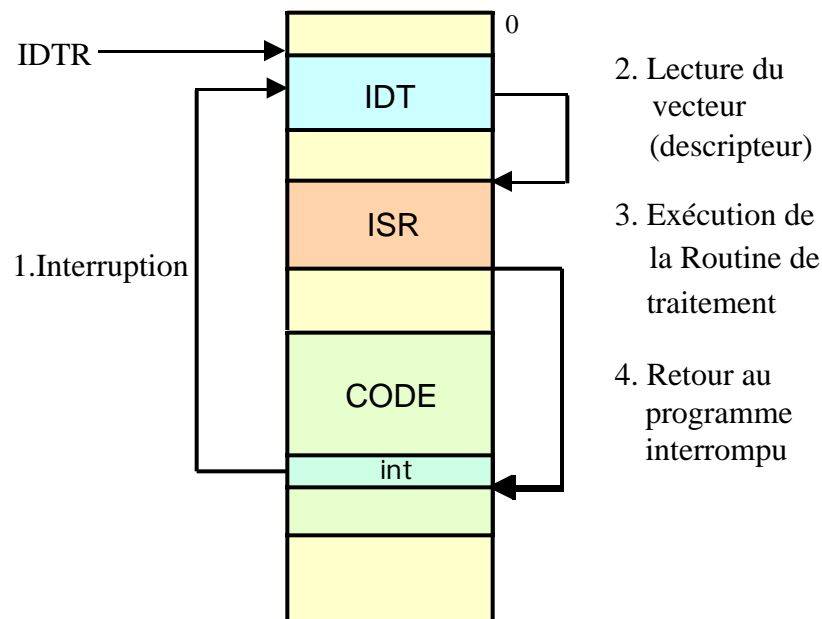 0
IDTR
IDT
2. Lecture du
vecteur
(descripteur)
ISR
3. Exécution de
la Routine de
traitement
1.Interruption
CODE
4. Retour au
programme
interrompu
int